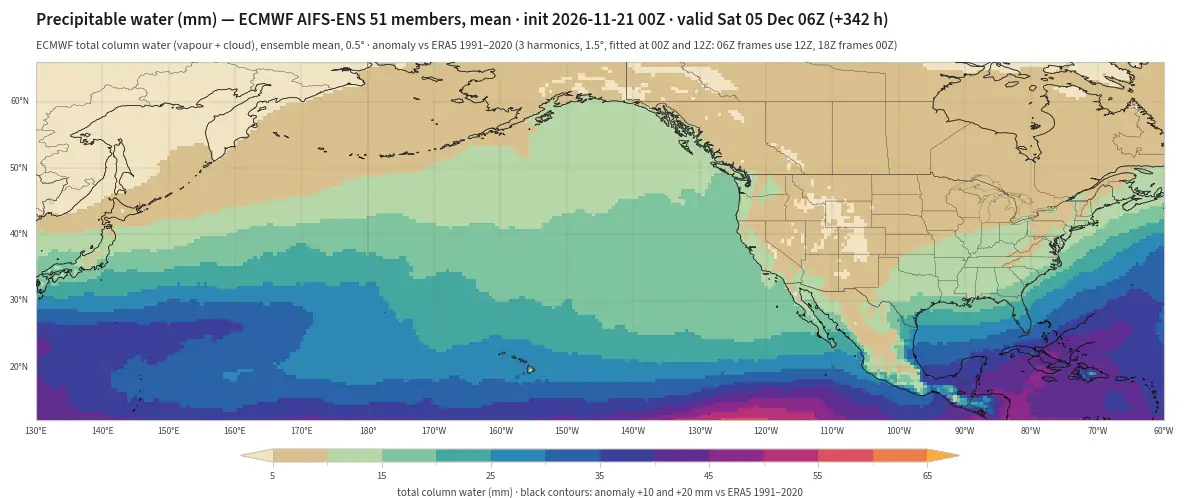 Precipitable water (mm) — ECMWF AIFS-ENS 51 members, mean · init 2026-11-21 00Z · valid Sat 05 Dec 06Z (+342 h)
ECMWF total column water (vapour + cloud), ensemble mean, 0.5° · anomaly vs ERA5 1991–2020 (3 harmonics, 1.5°, fitted at 00Z and 12Z: 06Z frames use 12Z, 18Z frames 00Z)
60°N
50°N
40°N
30°N
20°N
130°E 140°E 150°E 160°E 170°E 180° 170°W 160°W 150°W 140°W 130°W 120°W 110°W 100°W 90°W 80°W 70°W 60°W
5 15 25 35 45 55 65
total column water (mm) · black contours: anomaly +10 and +20 mm vs ERA5 1991–2020